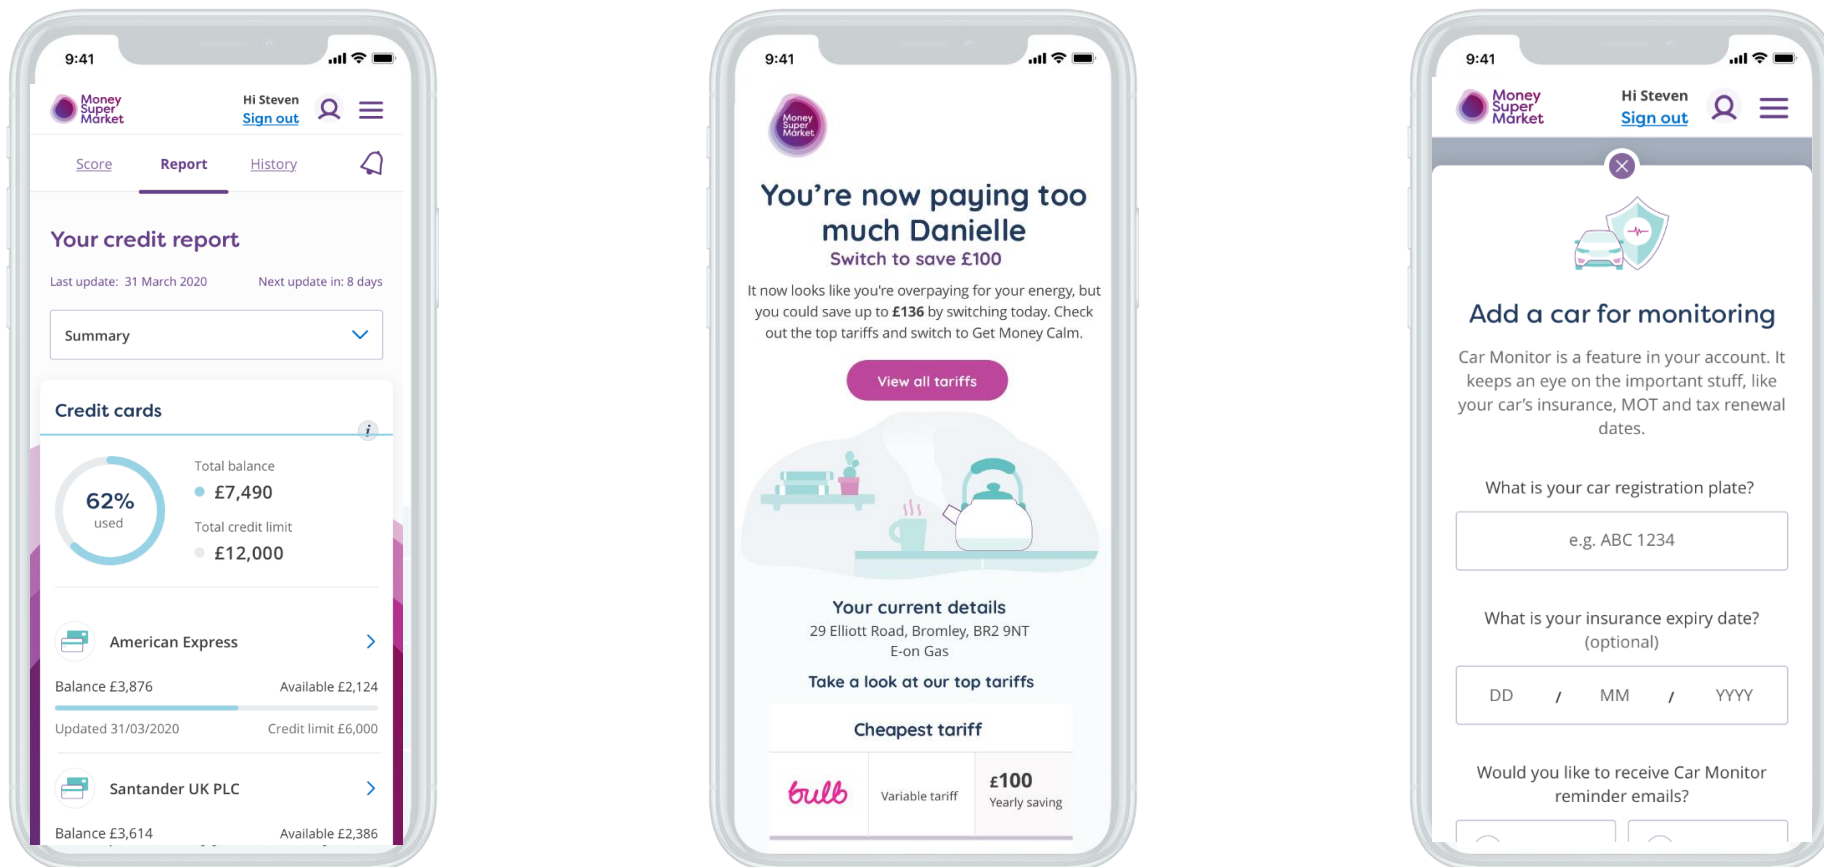 9:41
Money
Super
Market
Hi Steven
Sign out
Score Report History
Your credit report
Last update: 31 March 2020 Next update in: 8 days
Summary
Credit cards
i
62%
used
Total balance
£7,490
Total credit limit
£12,000
American Express
Balance £3,876 Available £2,124
Updated 31/03/2020 Credit limit £6,000
Santander UK PLC
Balance £3,614 Available £2,386
9:41
Money
Super
Market
You're now paying too
much Danielle
Switch to save £100
It now looks like you're overpaying for your energy, but
you could save up to £136 by switching today. Check
out the top tariffs and switch to Get Money Calm.
View all tariffs
Your current details
29 Elliott Road, Bromley, BR2 9NT
E-on Gas
Take a look at our top tariffs
Cheapest tariff
bulb Variable tariff £100
Yearly saving
9:41
Money
Super
Market
Hi Steven
Sign out
Add a car for monitoring
Car Monitor is a feature in your account. It
keeps an eye on the important stuff, like
your car's insurance, MOT and tax renewal
dates.
What is your car registration plate?
e.g. ABC 1234
What is your insurance expiry date?
(optional)
DD / MM / YYYY
Would you like to receive Car Monitor
reminder emails?